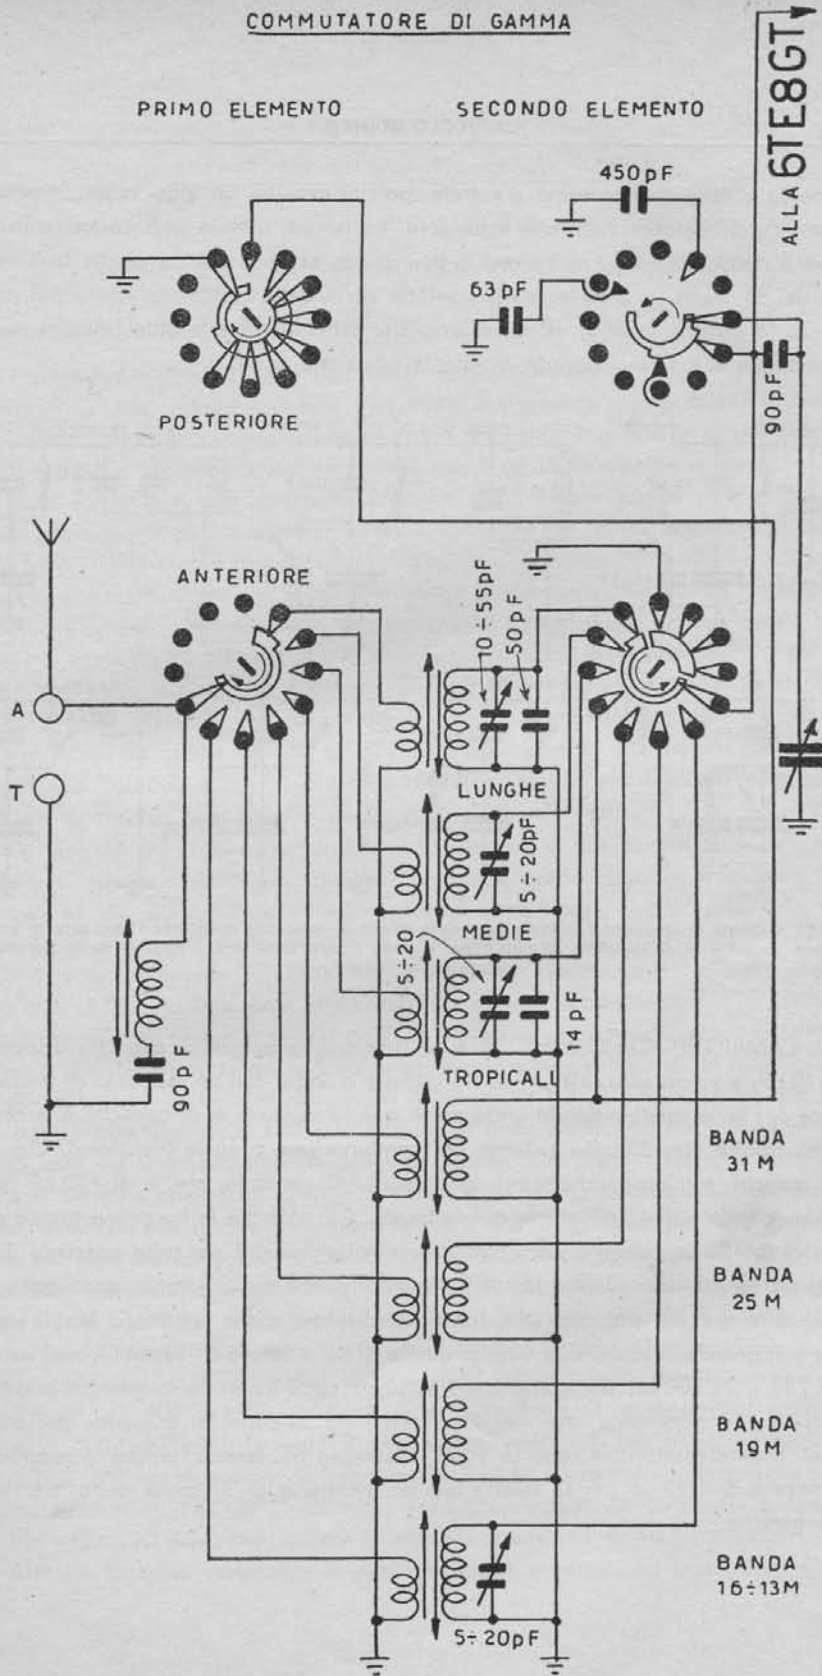 COMMUTATORE DI GAMMA
PRIMO ELEMENTO
SECONDO ELEMENTO
ALLA 6TE8GT
450pF
63pF
90pF
POSTERIORE
ANTERIORE
10÷55pF
50pF
A
T
LUNGHE
5÷20pF
MEDIE
5÷20
14pF
90pF
TROPICALI
BANDA
31M
BANDA
25M
BANDA
19M
BANDA
16÷13M
5÷20pF